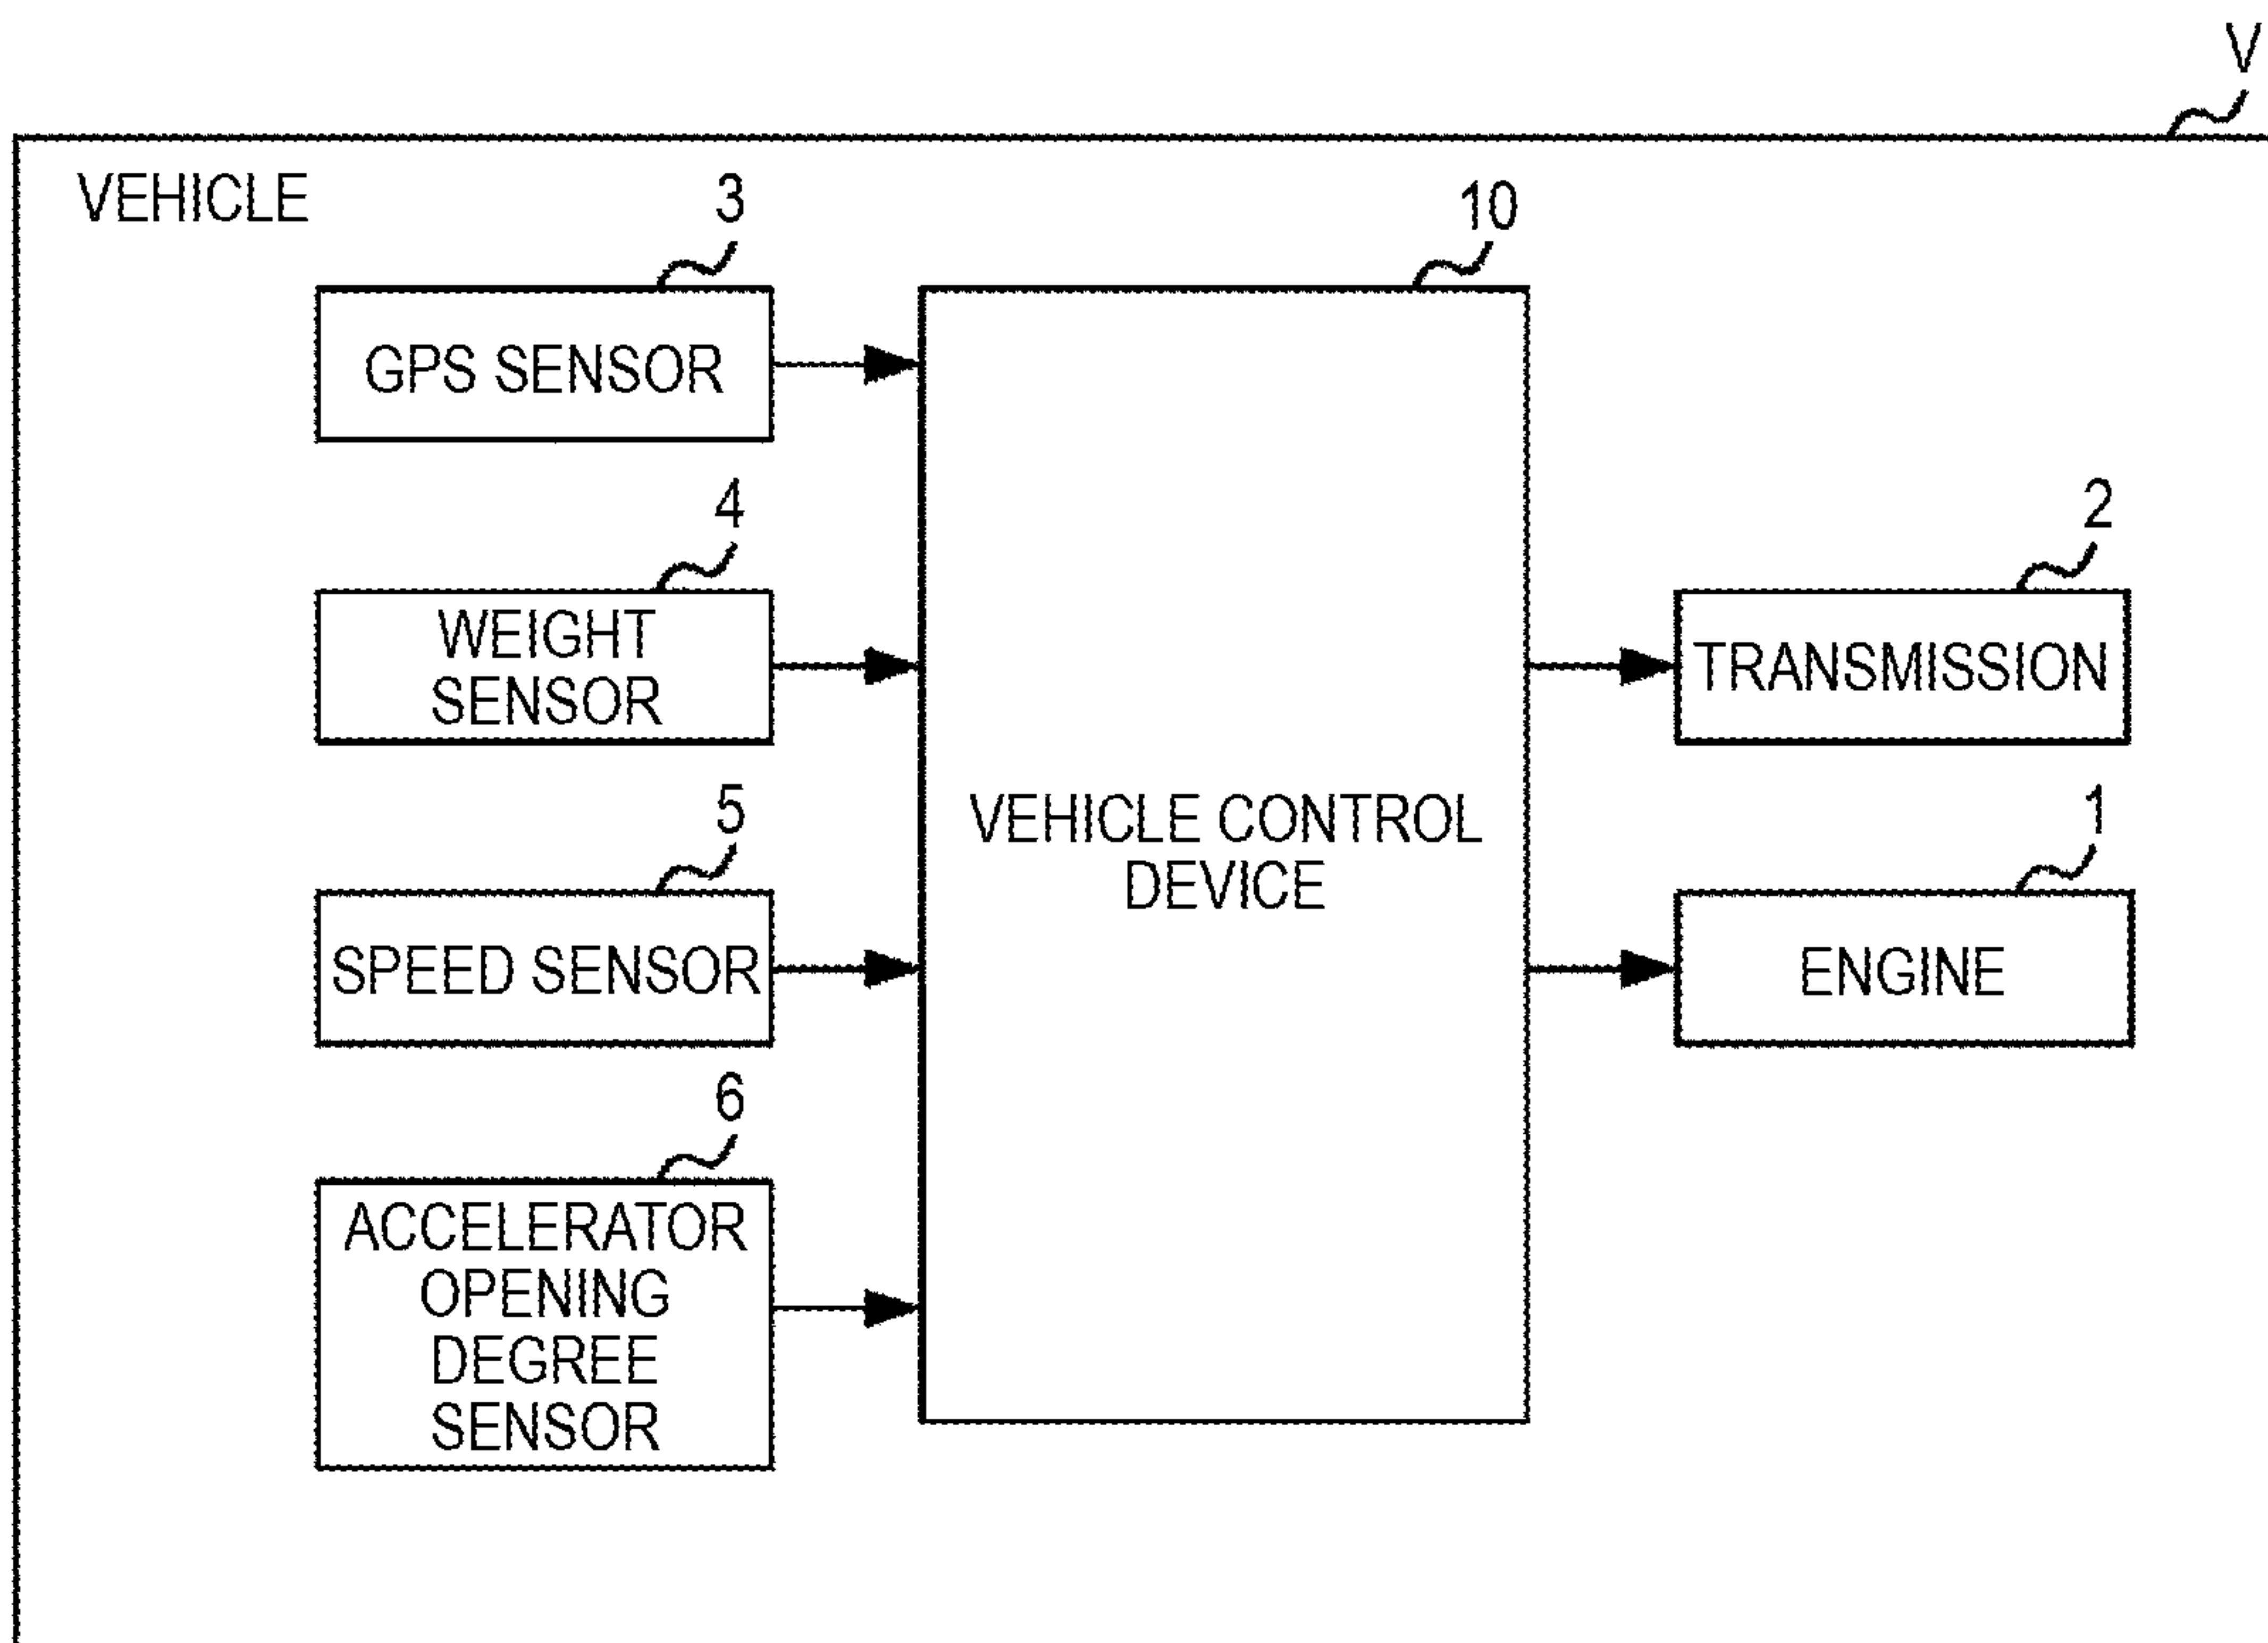 V
VEHICLE
3
10
GPS SENSOR
4
2
WEIGHT
SENSOR
TRANSMISSION
5
1
VEHICLE CONTROL
DEVICE
SPEED SENSOR
ENGINE
6
ACCELERATOR
OPENING
DEGREE
SENSOR